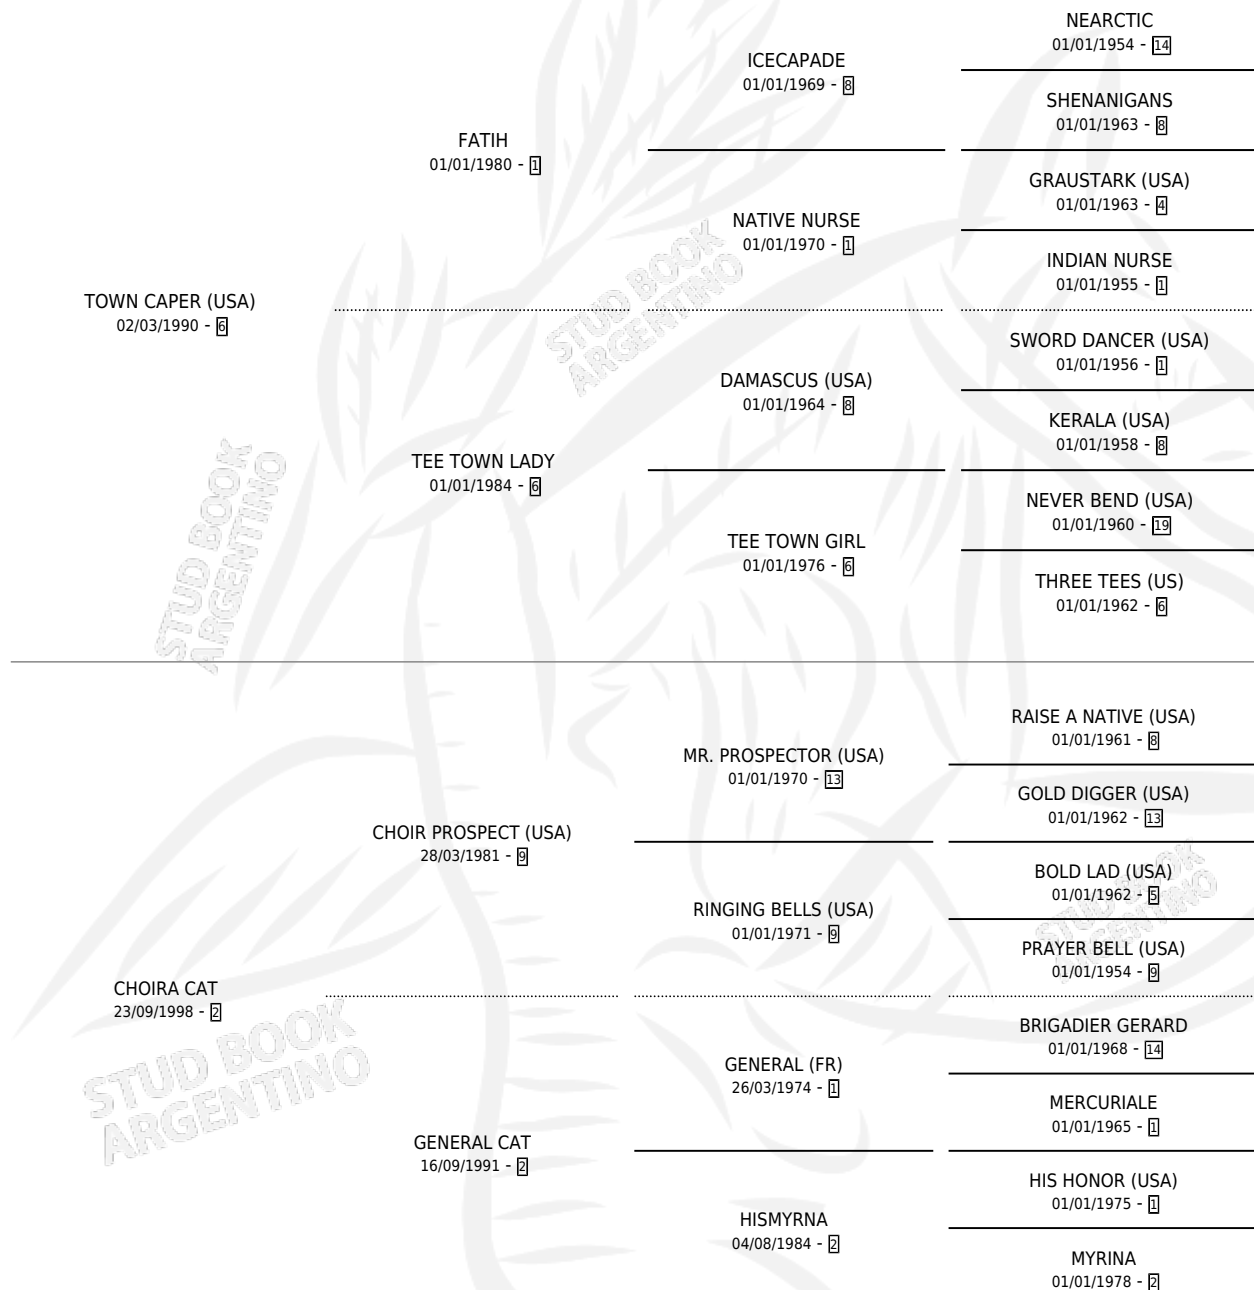 NEARCTIC
01/01/1954 - 14
ICECAPADE
01/01/1969 - 8
SHENANIGANS
01/01/1963 - 8
FATIH
01/01/1980 - 1
GRAUSTARK (USA)
01/01/1963 - 4
NATIVE NURSE
01/01/1970 - 1
INDIAN NURSE
01/01/1955 - 1
TOWN CAPER (USA)
02/03/1990 - 6
SWORD DANCER (USA)
01/01/1956 - 1
DAMASCUS (USA)
01/01/1964 - 8
KERALA (USA)
01/01/1958 - 8
TEE TOWN LADY
01/01/1984 - 6
NEVER BEND (USA)
01/01/1960 - 19
TEE TOWN GIRL
01/01/1976 - 6
THREE TEES (US)
01/01/1962 - 6
RAISE A NATIVE (USA)
01/01/1961 - 8
MR. PROSPECTOR (USA)
01/01/1970 - 13
GOLD DIGGER (USA)
01/01/1962 - 13
CHOIR PROSPECT (USA)
28/03/1981 - 9
BOLD LAD (USA)
01/01/1962 - 5
RINGING BELLS (USA)
01/01/1971 - 9
PRAYER BELL (USA)
01/01/1954 - 9
CHOIRA CAT
23/09/1998 - 2
BRIGADIER GERARD
01/01/1968 - 14
GENERAL (FR)
26/03/1974 - 1
MERCURIALE
01/01/1965 - 1
GENERAL CAT
16/09/1991 - 2
HIS HONOR (USA)
01/01/1975 - 1
HISMYRNA
04/08/1984 - 2
MYRINA
01/01/1978 - 2
STUD BOOK
ARGENTINO
STUD BOOK
ARGENTINO
STUD BOOK
ARGENTINO
STUD BOOK
ARGENTINO